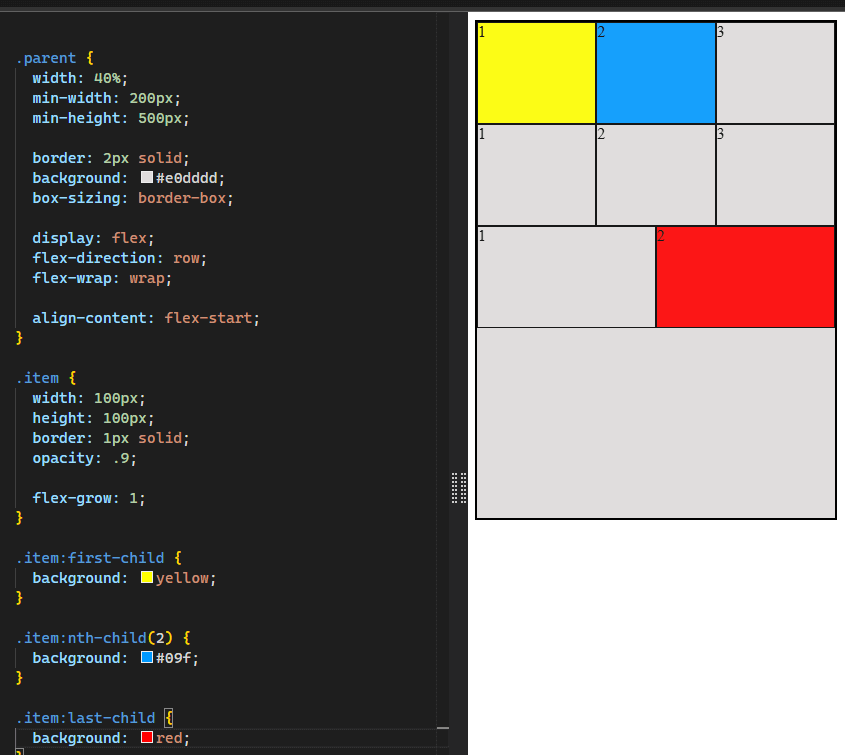 .parent {
width: 40%;
min-width: 200px;
min-height: 500px;
border: 2px solid;
background: #e0dddd;
box-sizing: border-box;
display: flex;
flex-direction: row;
flex-wrap: wrap;
align-content: flex-start;
}
.item {
width: 100px;
height: 100px;
border: 1px solid;
opacity: .9;
flex-grow: 1;
}
.item:first-child {
background: yellow;
}
.item:nth-child(2) {
background: #09f;
}
.item:last-child {
background: red;
}
1 2 3
1 2 3
1 2